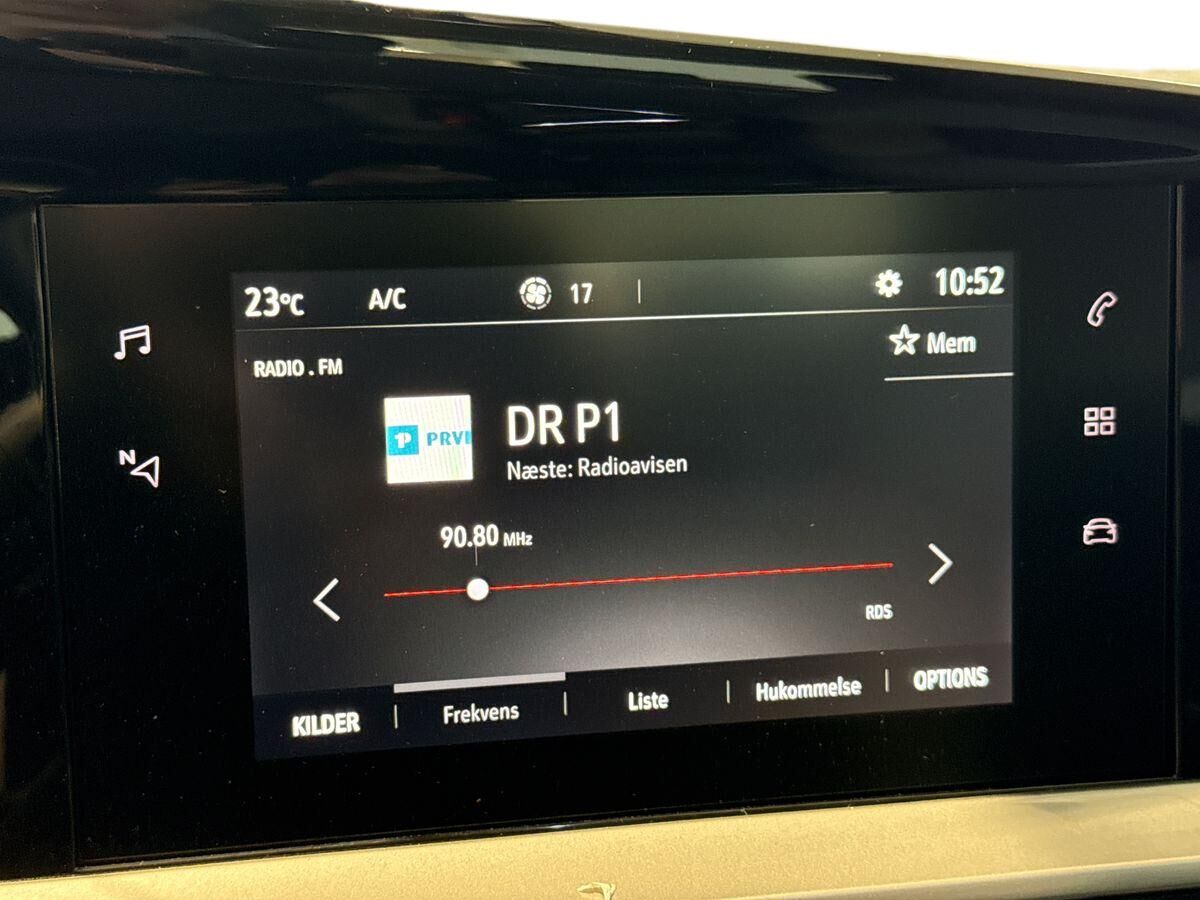 23°C A/C 17 10:52
Mem
RADIO . FM
1P PRVI
DR P1
Næste: Radioavisen
90.80 MHz
RDS
N
KILDER Frekvens Liste Hukommelse OPTIONS